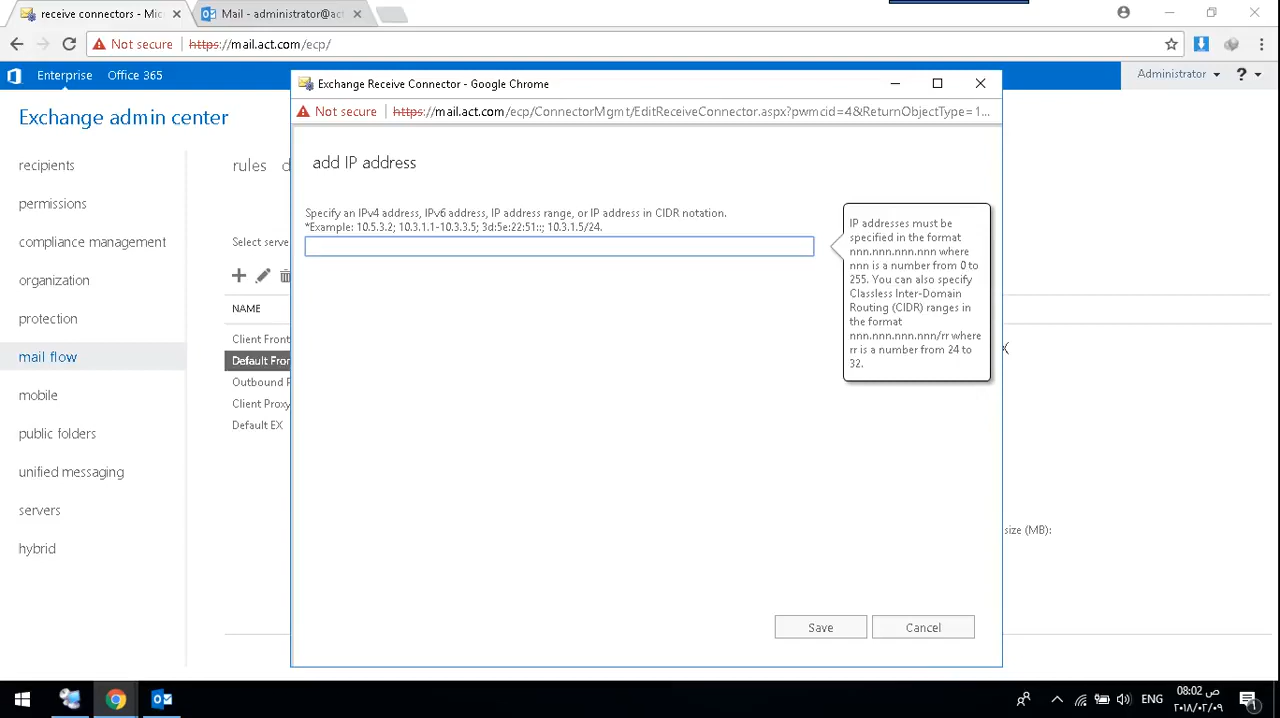 receive connectors - Mic
Mail - administrator@act
Not secure
https://mail.act.com/ecp/
Enterprise
Office 365
Administrator
?
Exchange Receive Connector - Google Chrome
Not secure
https://mail.act.com/ecp/ConnectorMgmt/EditReceiveConnector.aspx?pwmcid=4&ReturnObjectType=1...
Exchange admin center
recipients
permissions
compliance management
organization
protection
mail flow
mobile
public folders
unified messaging
servers
hybrid
rules
d
Select serve
NAME
Client Front
Default Fron
Outbound P
Client Proxy
Default EX
add IP address
Specify an IPv4 address, IPv6 address, IP address range, or IP address in CIDR notation.
*Example: 10.5.3.2; 10.3.1.1-10.3.3.5; 3d:5e:22:51::; 10.3.1.5/24.
IP addresses must be
specified in the format
nnn.nnn.nnn.nnn where
nnn is a number from 0 to
255. You can also specify
Classless Inter-Domain
Routing (CIDR) ranges in
the format
nnn.nnn.nnn.nnn/rr where
rr is a number from 24 to
32.
X
size (MB):
Save
Cancel
ENG
08:02 ص
٢٠١٨/٠٢/٠٩
1